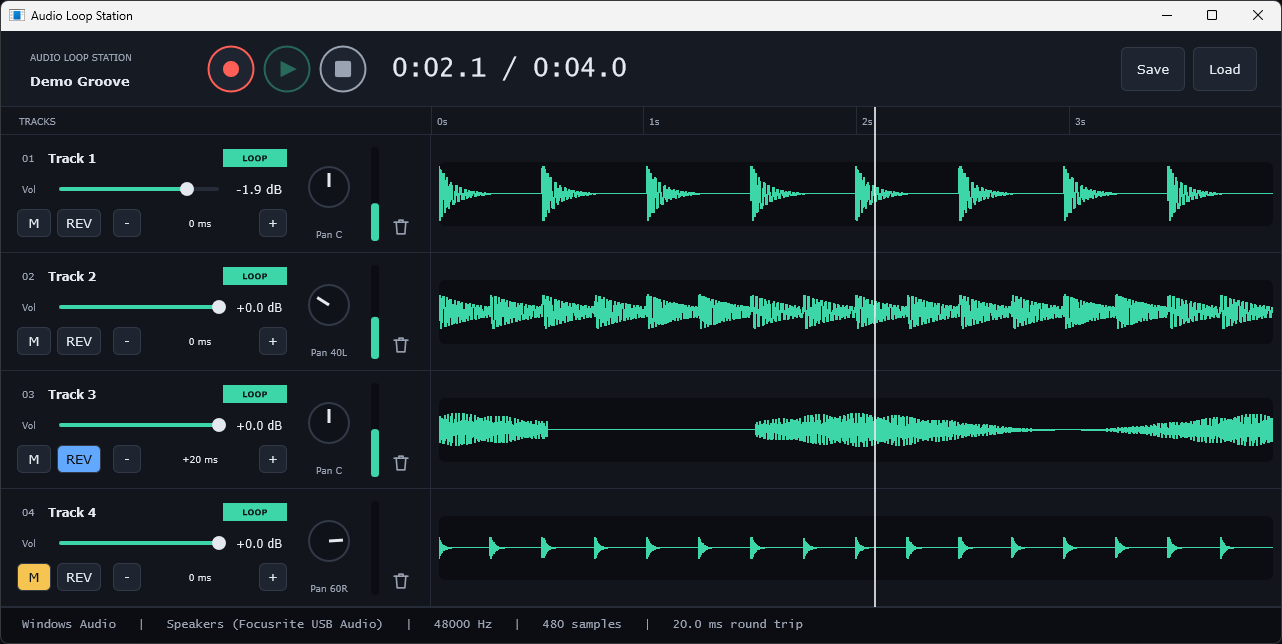 Audio Loop Station
AUDIO LOOP STATION
Demo Groove
0:02.1 / 0:04.0
Save Load
TRACKS 0s 1s 2s 3s
01 Track 1 LOOP
Vol -1.9 dB
M REV - 0 ms +
Pan C
02 Track 2 LOOP
Vol +0.0 dB
M REV - 0 ms +
Pan 40L
03 Track 3 LOOP
Vol +0.0 dB
M REV - +20 ms +
Pan C
04 Track 4 LOOP
Vol +0.0 dB
M REV - 0 ms +
Pan 60R
Windows Audio | Speakers (Focusrite USB Audio) | 48000 Hz | 480 samples | 20.0 ms round trip